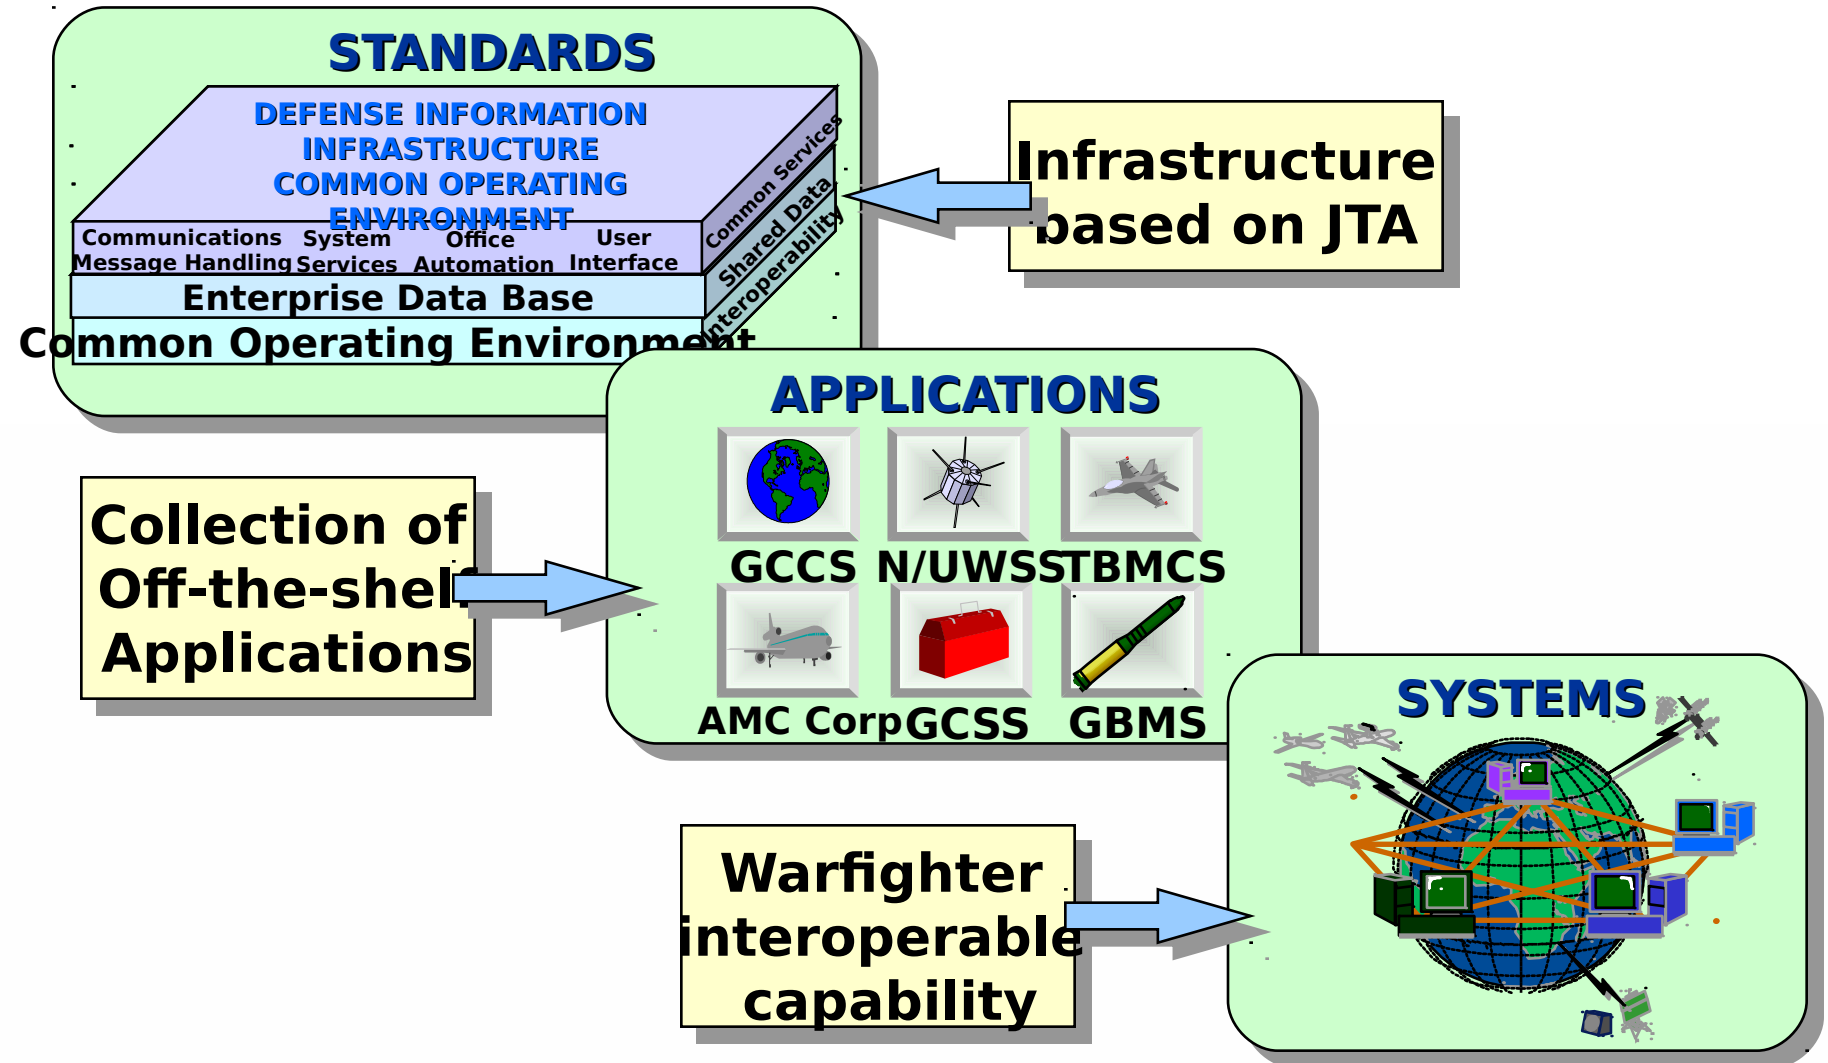 STANDARDS
DEFENSE INFORMATION
INFRASTRUCTURE
COMMON OPERATING
ENVIRONMENT
Communications
Message Handling
System
Services
Office
Automation
User
Interface
Common Services
Enterprise Data Base
Shared Data
Common Operating Environment
Interoperability
Infrastructure
based on JTA
APPLICATIONS
GCCS
N/UWSS
TBMCS
AMC Corp
GCSS
GBMS
Collection of
Off-the-shelf
Applications
SYSTEMS
Warfighter
interoperable
capability